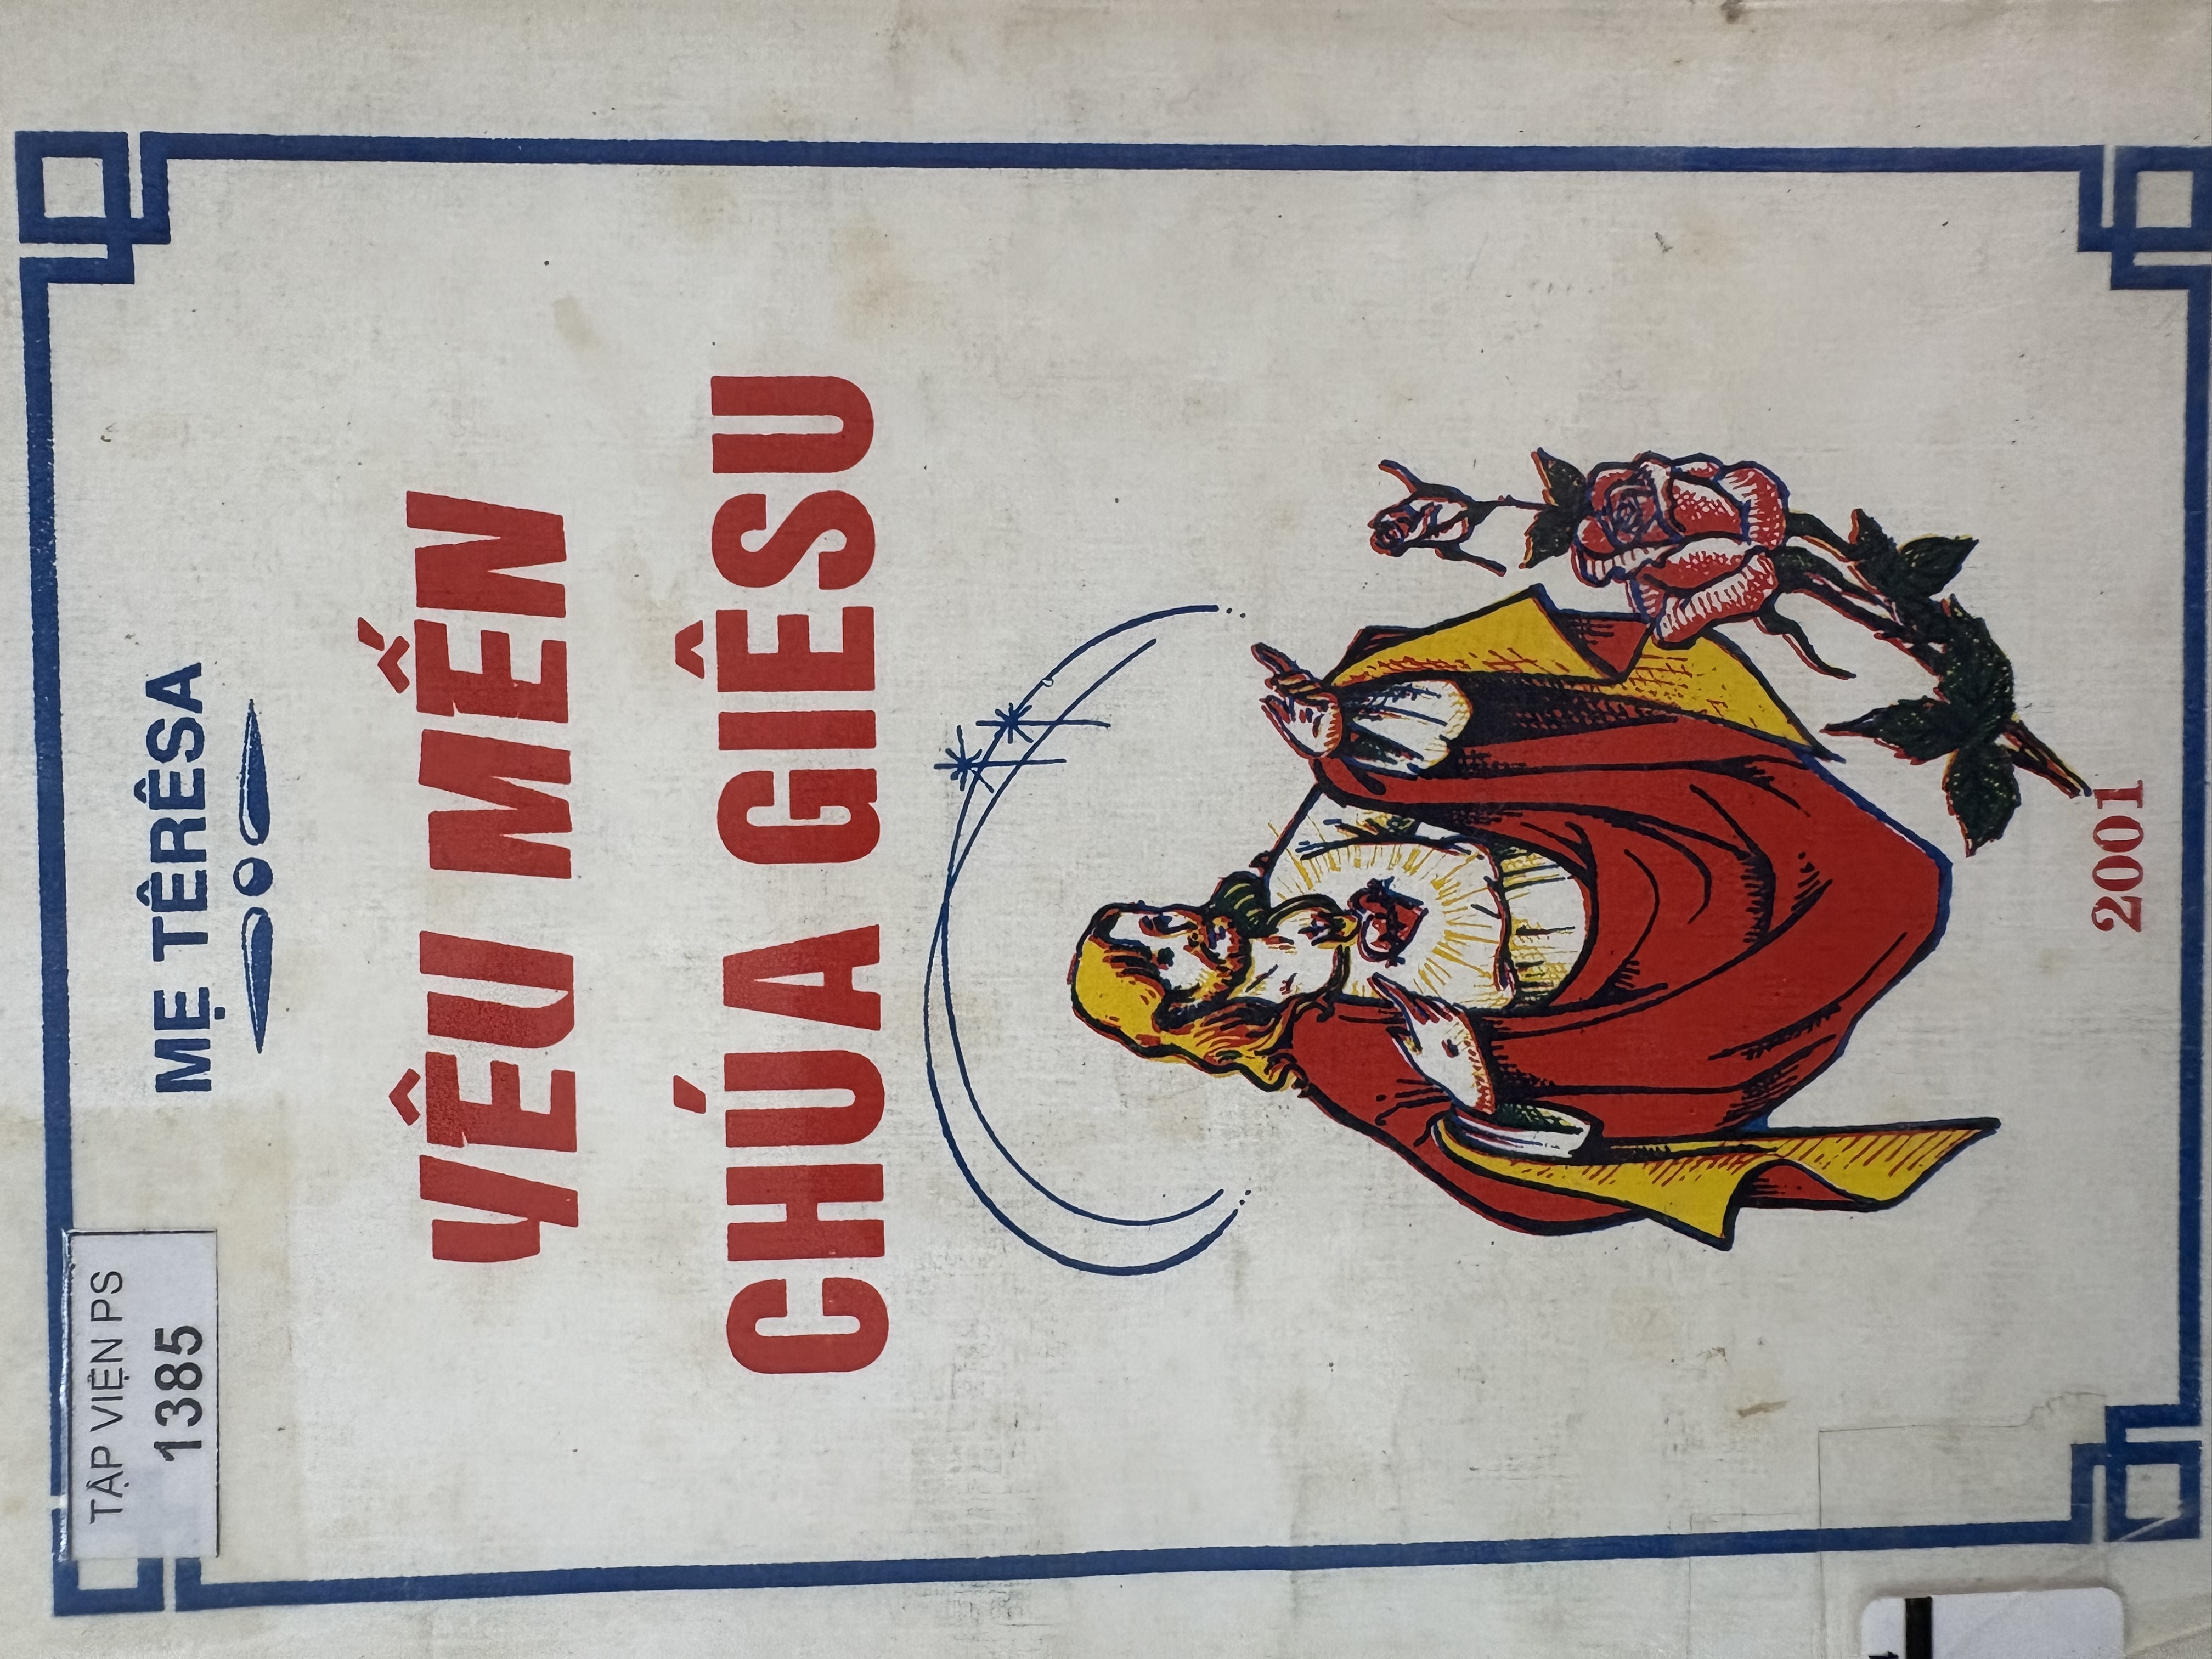 TẬP VIỆN PS
1385
MẸ TÊRÊSA
YÊU MẾN
CHÚA GIÊSU
2001